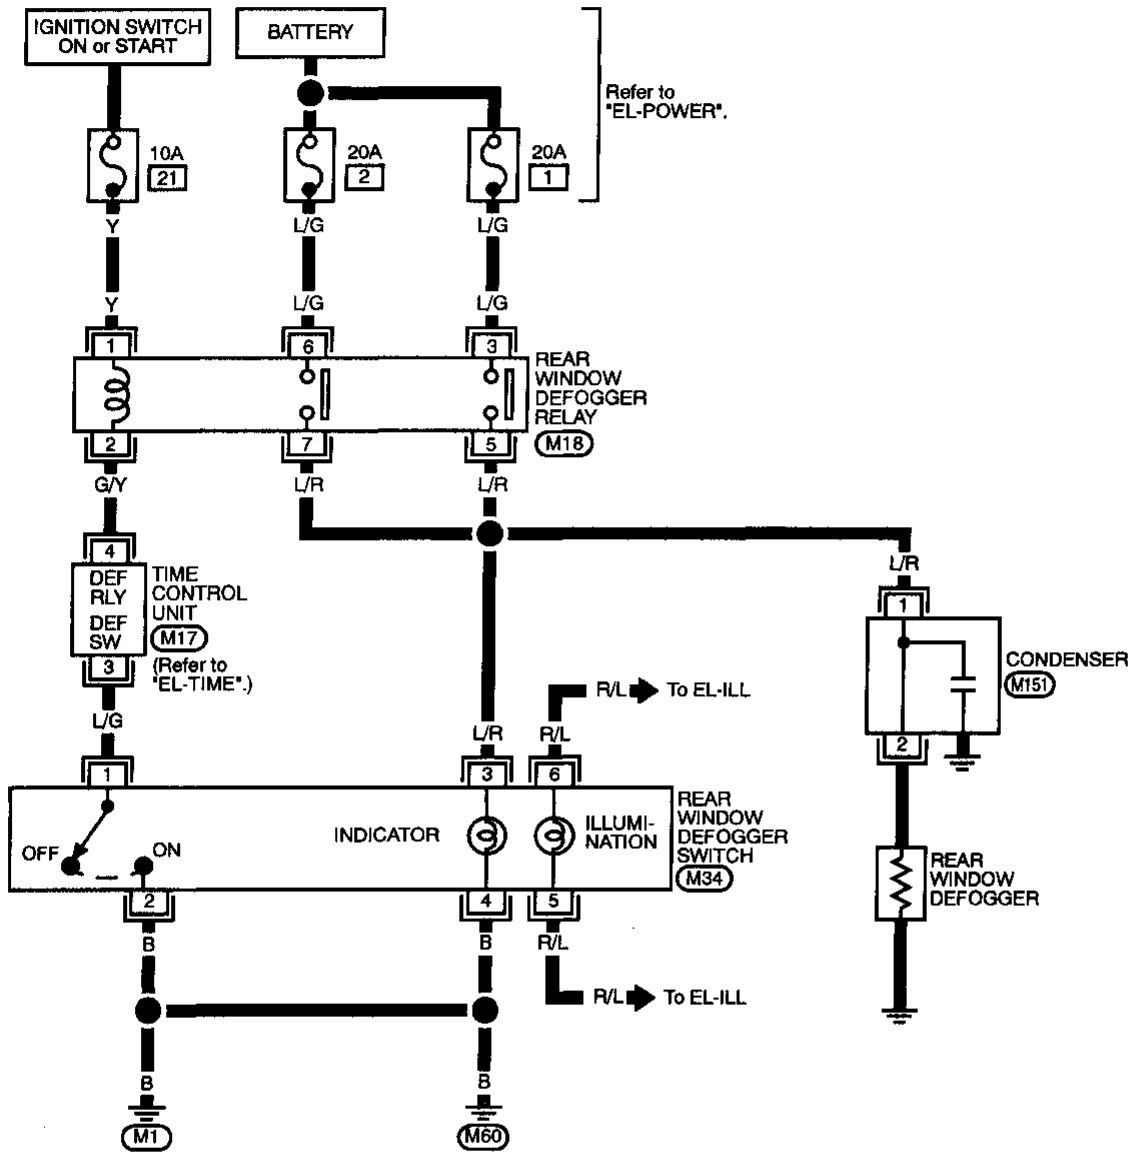 IGNITION SWITCH
ON or START
BATTERY
Refer to
"EL-POWER".
10A
21
20A
2
20A
1
Y
L/G
L/G
Y
L/G
L/G
1
6
3
REAR
WINDOW
DEFOGGER
RELAY
M18
2
7
5
G/Y
L/R
L/R
4
DEF
RLY
DEF
SW
3
TIME
CONTROL
UNIT
M17
(Refer to
"EL-TIME".)
L/R
1
CONDENSER
M151
2
L/G
R/L
To EL-ILL
L/R
R/L
1
3
6
OFF
ON
INDICATOR
ILLUMI-
NATION
REAR
WINDOW
DEFOGGER
SWITCH
M34
REAR
WINDOW
DEFOGGER
2
4
5
B
B
R/L
R/L
To EL-ILL
B
B
M1
M60